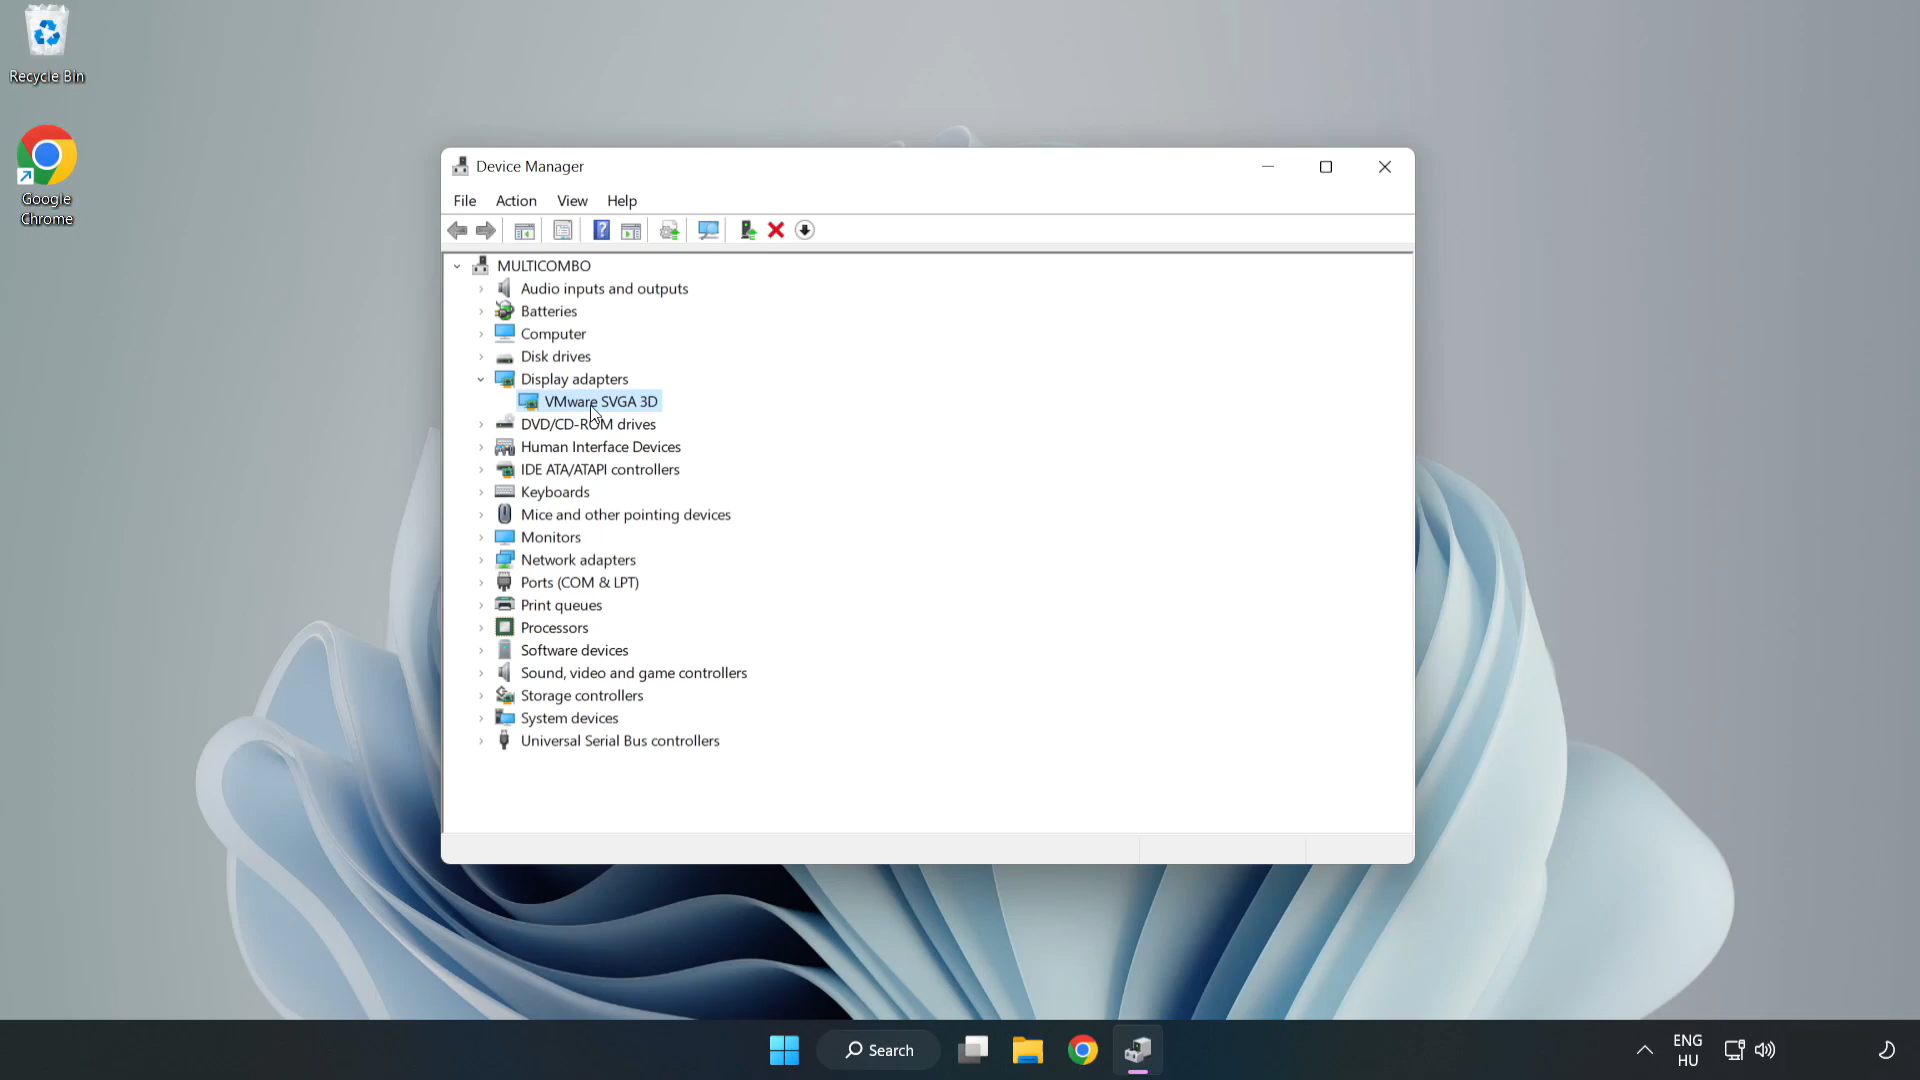 Recycle Bin
Google
Chrome
Device Manager
File Action View Help
MULTICOMBO
Audio inputs and outputs
Batteries
Computer
Disk drives
Display adapters
VMware SVGA 3D
DVD/CD-ROM drives
Human Interface Devices
IDE ATA/ATAPI controllers
Keyboards
Mice and other pointing devices
Monitors
Network adapters
Ports (COM & LPT)
Print queues
Processors
Software devices
Sound, video and game controllers
Storage controllers
System devices
Universal Serial Bus controllers
Search
ENG
HU